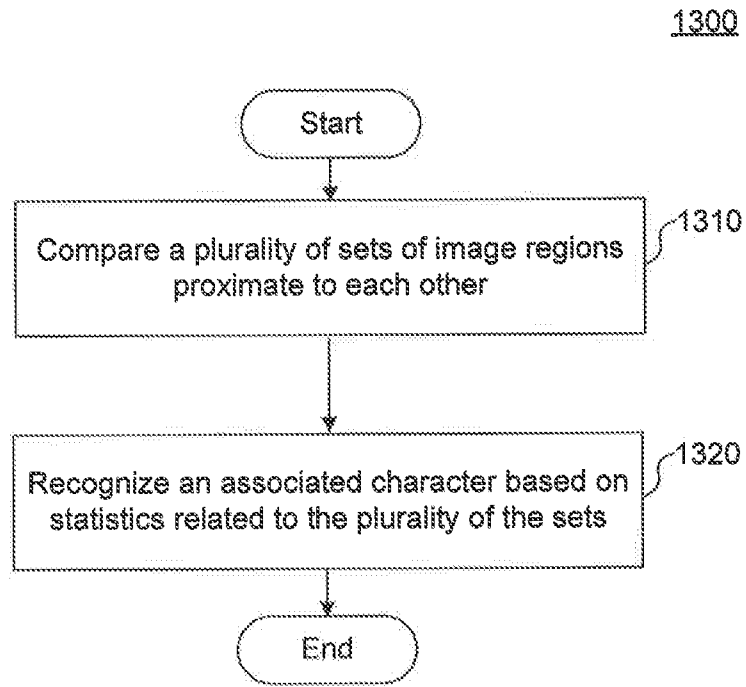 1300
Start
Compare a plurality of sets of image regions
proximate to each other
1310
Recognize an associated character based on
statistics related to the plurality of the sets
1320
End